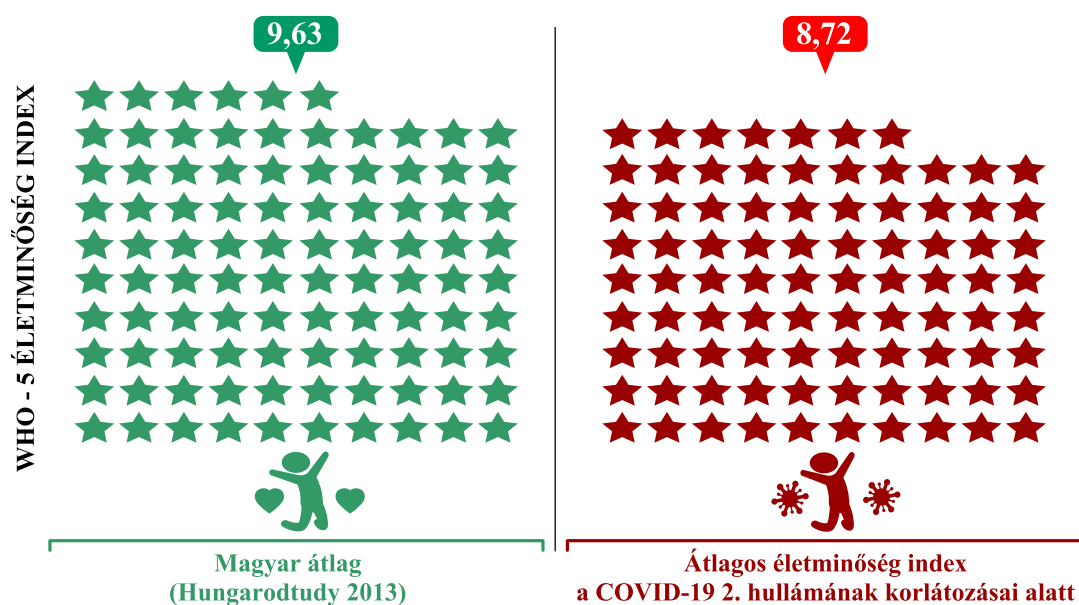 WHO - 5 ÉLETMINŐSÉG INDEX
9,63
8,72
Magyar átlag
(Hungarodtudy 2013)
Átlagos életminőség index
a COVID-19 2. hullámának korlátozásai alatt